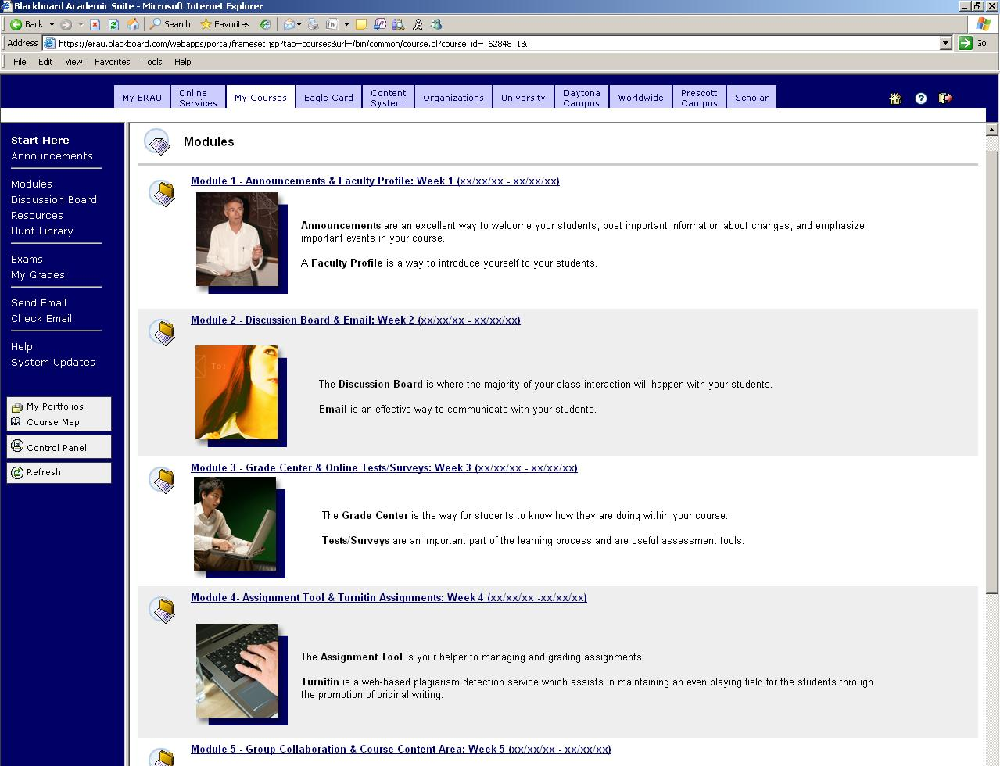 Blackboard Academic Suite - Microsoft Internet Explorer
Back Search Favorites
Address https://erau.blackboard.com/webapps/portal/frameset.jsp?tab=courses&url=/bin/common/course.pl?course_id=_62848_1& Go
File Edit View Favorites Tools Help
My ERAU
Online
Services
My Courses
Eagle Card
Content
System
Organizations
University
Daytona
Campus
Worldwide
Prescott
Campus
Scholar
Start Here
Announcements
Modules
Discussion Board
Resources
Hunt Library
Exams
My Grades
Send Email
Check Email
Help
System Updates
My Portfolios
Course Map
Control Panel
Refresh
Modules
Module 1 - Announcements & Faculty Profile: Week 1 (xx/xx/xx - xx/xx/xx)
Announcements are an excellent way to welcome your students, post important information about changes, and emphasize
important events in your course.
A Faculty Profile is a way to introduce yourself to your students.
Module 2 - Discussion Board & Email: Week 2 (xx/xx/xx - xx/xx/xx)
To:
The Discussion Board is where the majority of your class interaction will happen with your students.
Email is an effective way to communicate with your students.
Module 3 - Grade Center & Online Tests/Surveys: Week 3 (xx/xx/xx - xx/xx/xx)
The Grade Center is the way for students to know how they are doing within your course.
Tests/Surveys are an important part of the learning process and are useful assessment tools.
Module 4- Assignment Tool & Turnitin Assignments: Week 4 (xx/xx/xx -xx/xx/xx)
The Assignment Tool is your helper to managing and grading assignments.
Turnitin is a web-based plagiarism detection service which assists in maintaining an even playing field for the students through
the promotion of original writing.
Module 5 - Group Collaboration & Course Content Area: Week 5 (xx/xx/xx - xx/xx/xx)